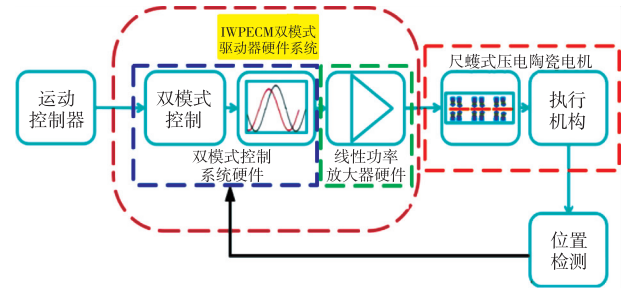 IWPECM双模式
驱动器硬件系统
尺蠖式压电陶瓷电机
运动
控制器
双模式
控制
执行
机构
双模式控制
系统硬件
线性功率
放大器硬件
位置
检测